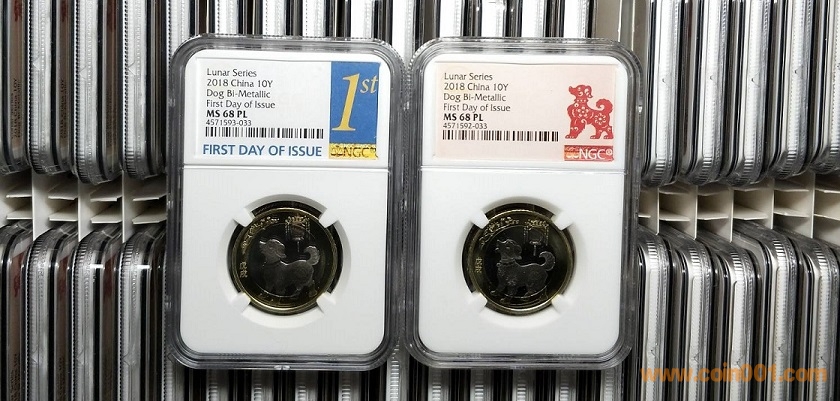 Lunar Series
2018 China 10Y
Dog Bi-Metallic
First Day of Issue
MS 68 PL
4571593-033
1st
FIRST DAY OF ISSUE
NGC
Lunar Series
2018 China 10Y
Dog Bi-Metallic
First Day of Issue
MS 68 PL
4571592-033
NGC
www.coin001.com